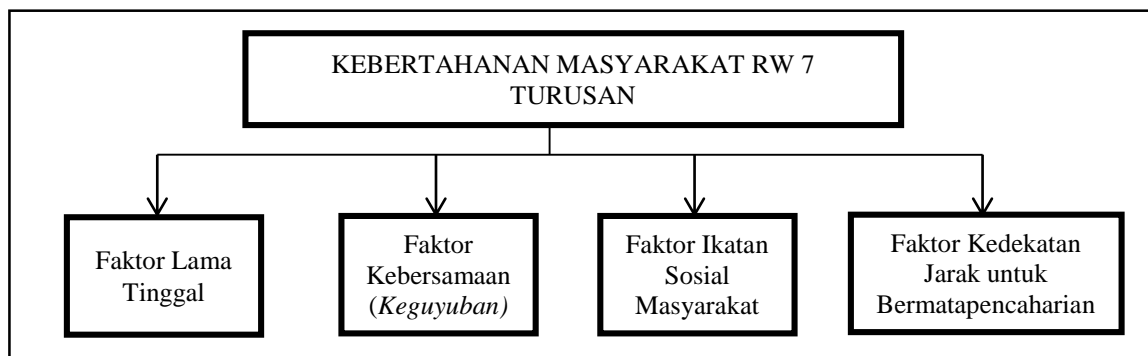 KEBERTAHANAN MASYARAKAT RW 7
TURUSAN
Faktor Lama
Tinggal
Faktor
Kebersamaan
(Keguyuban)
Faktor Ikatan
Sosial
Masyarakat
Faktor Kedekatan
Jarak untuk
Bermatapencaharian